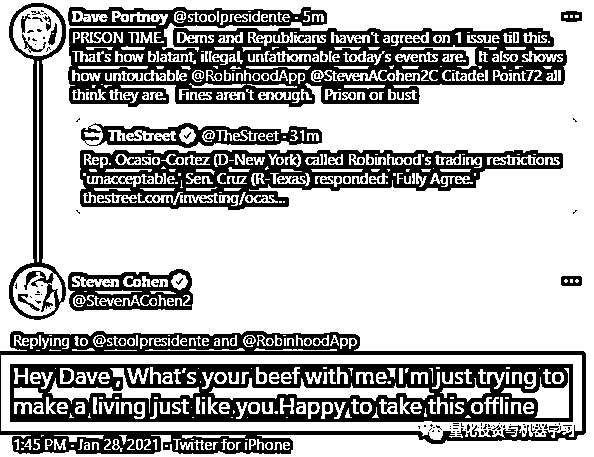 Dave Portnoy @stoolpresidente · 5m
PRISON TIME. Dems and Republicans haven't agreed on 1 issue till this.
That's how blatant, illegal, unfathomable today's events are. It also shows
how untouchable @RobinhoodApp @StevenACohen2C Citadel Point72 all
think they are. Fines aren't enough. Prison or bust
TheStreet @TheStreet · 31m
Rep. Ocasio-Cortez (D-New York) called Robinhood's trading restrictions
'unacceptable.' Sen. Cruz (R-Texas) responded: 'Fully Agree.'
thestreet.com/investing/ocas...
Steven Cohen
@StevenACohen2
Replying to @stoolpresidente and @RobinhoodApp
Hey Dave , What's your beef with me. I'm just trying to
make a living just like you.Happy to take this offline
量化投资与机器学习
1:45 PM · Jan 28, 2021 · Twitter for iPhone